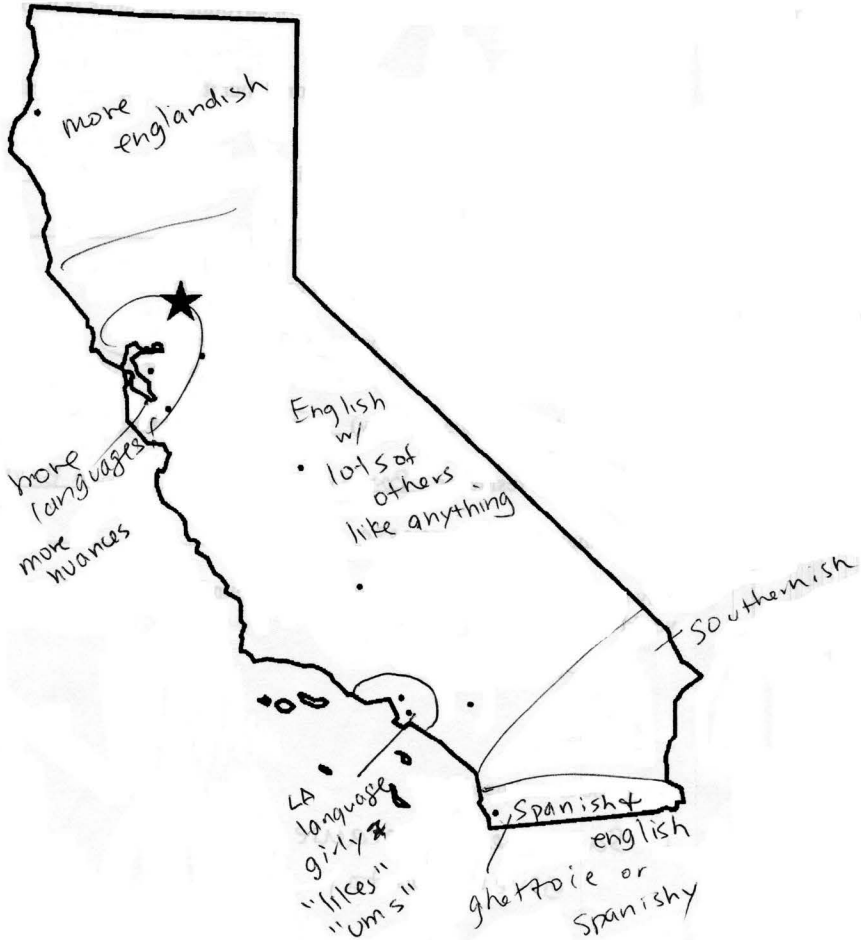 more
englandish
English
w/
lots of
others
like anything
more
languages &
more
nuances
southernish
LA
language
girly &
"likes"
"ums"
Spanish &
english
ghettoie or
Spanishy